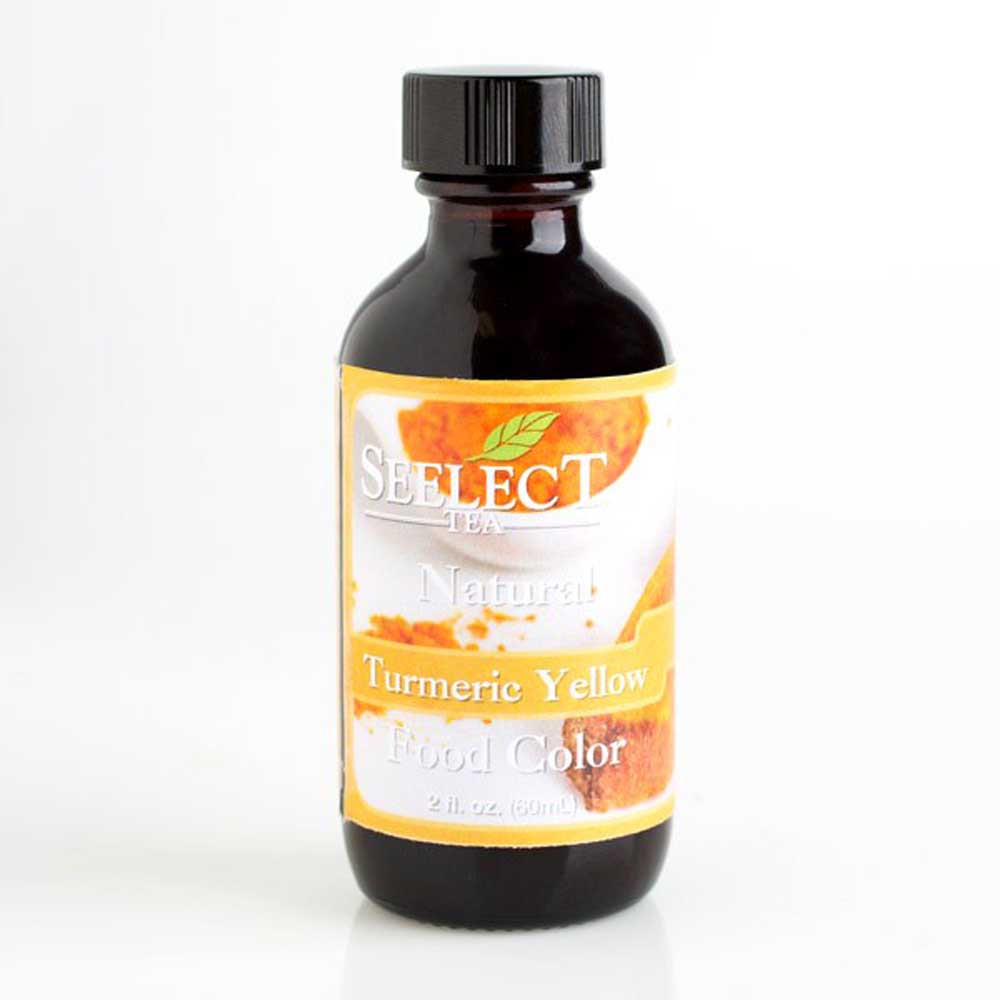 SEELECT
TEA
Natural
Turmeric Yellow
Food Color
2 fl. oz. (60mL)